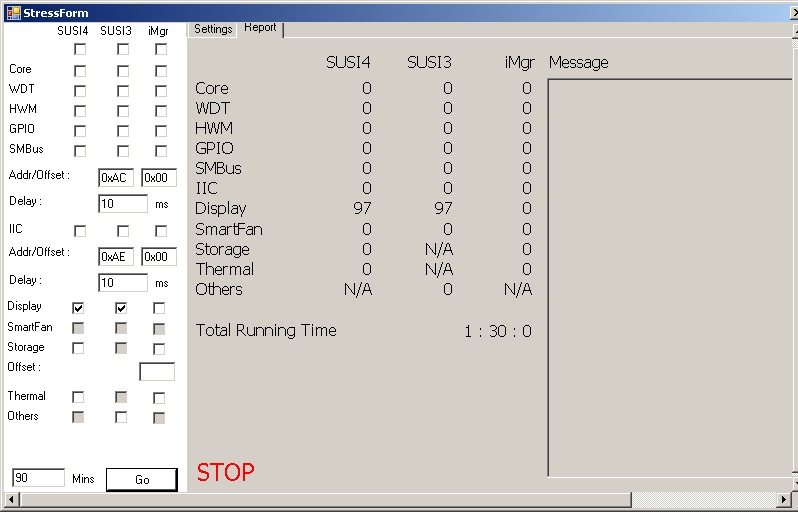 StressForm
SUSI4 SUSI3 iMgr
Core
WDT
HWM
GPIO
SMBus
Addr/Offset : 0xAC 0x00
Delay : 10 ms
IIC
Addr/Offset : 0xAE 0x00
Delay : 10 ms
Display
SmartFan
Storage
Offset :
Thermal
Others
90 Mins Go
Settings Report
SUSI4 SUSI3 iMgr Message
Core 0 0 0
WDT 0 0 0
HWM 0 0 0
GPIO 0 0 0
SMBus 0 0 0
IIC 0 0 0
Display 97 97 0
SmartFan 0 0 0
Storage 0 N/A 0
Thermal 0 N/A 0
Others N/A 0 N/A
Total Running Time 1 : 30 : 0
STOP